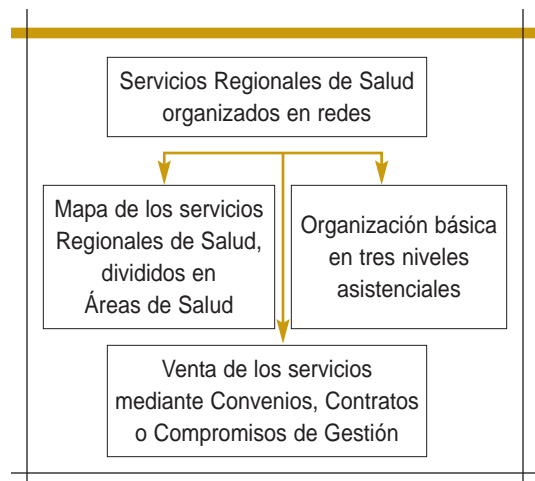 Servicios Regionales de Salud
organizados en redes
Mapa de los servicios
Regionales de Salud,
divididos en
Áreas de Salud
Organización básica
en tres niveles
asistenciales
Venta de los servicios
mediante Convenios, Contratos
o Compromisos de Gestión